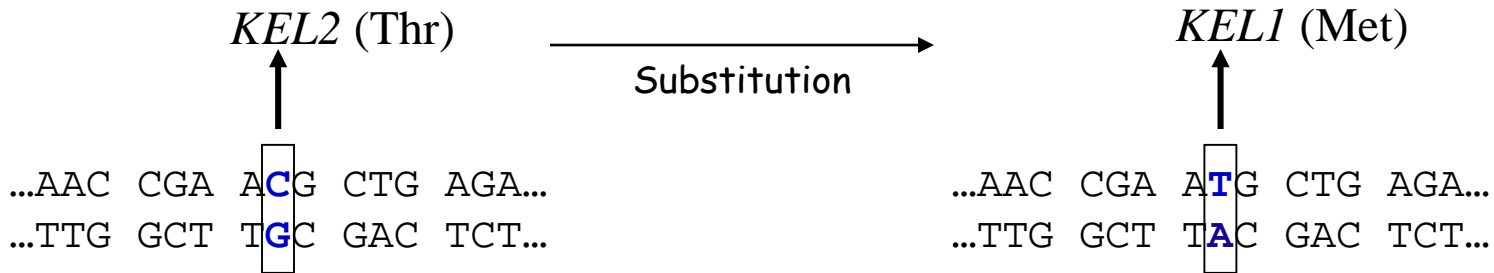 KEL2 (Thr)
Substitution
KEL1 (Met)
...AAC CGA ACG CTG AGA...
...TTG GCT TGC GAC TCT...
...AAC CGA ATG CTG AGA...
...TTG GCT TAC GAC TCT...